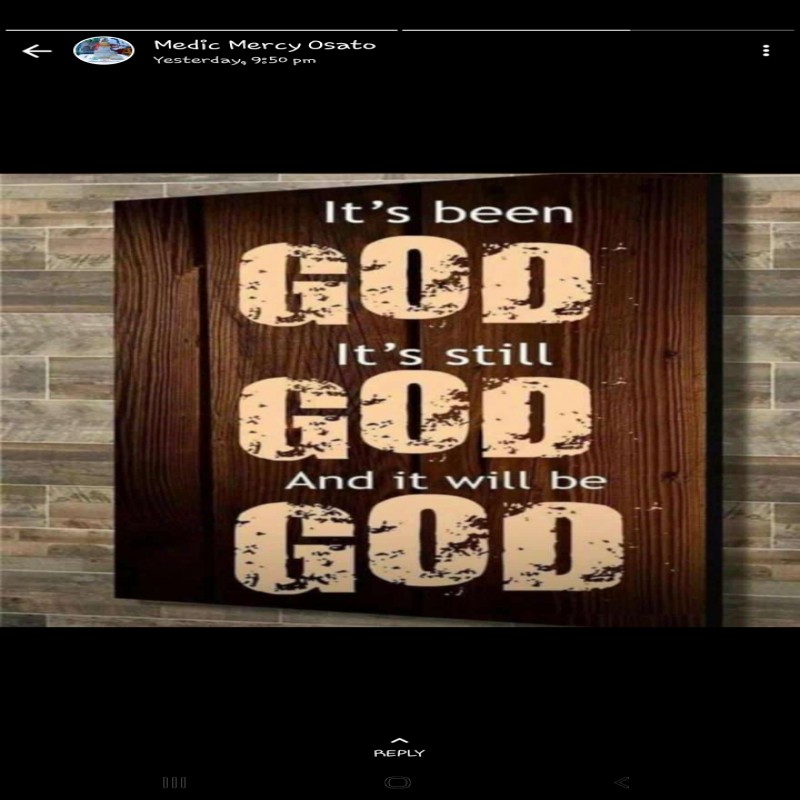 Medic Mercy Osato
Yesterday, 9:50 pm
It's been
GOD
It's still
GOD
And it will be
GOD
REPLY